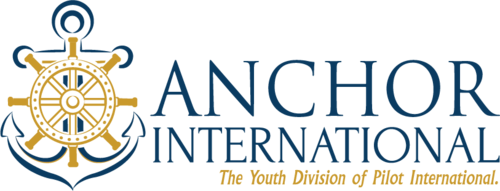 ANCHOR
INTERNATIONAL
The Youth Division of Pilot International.